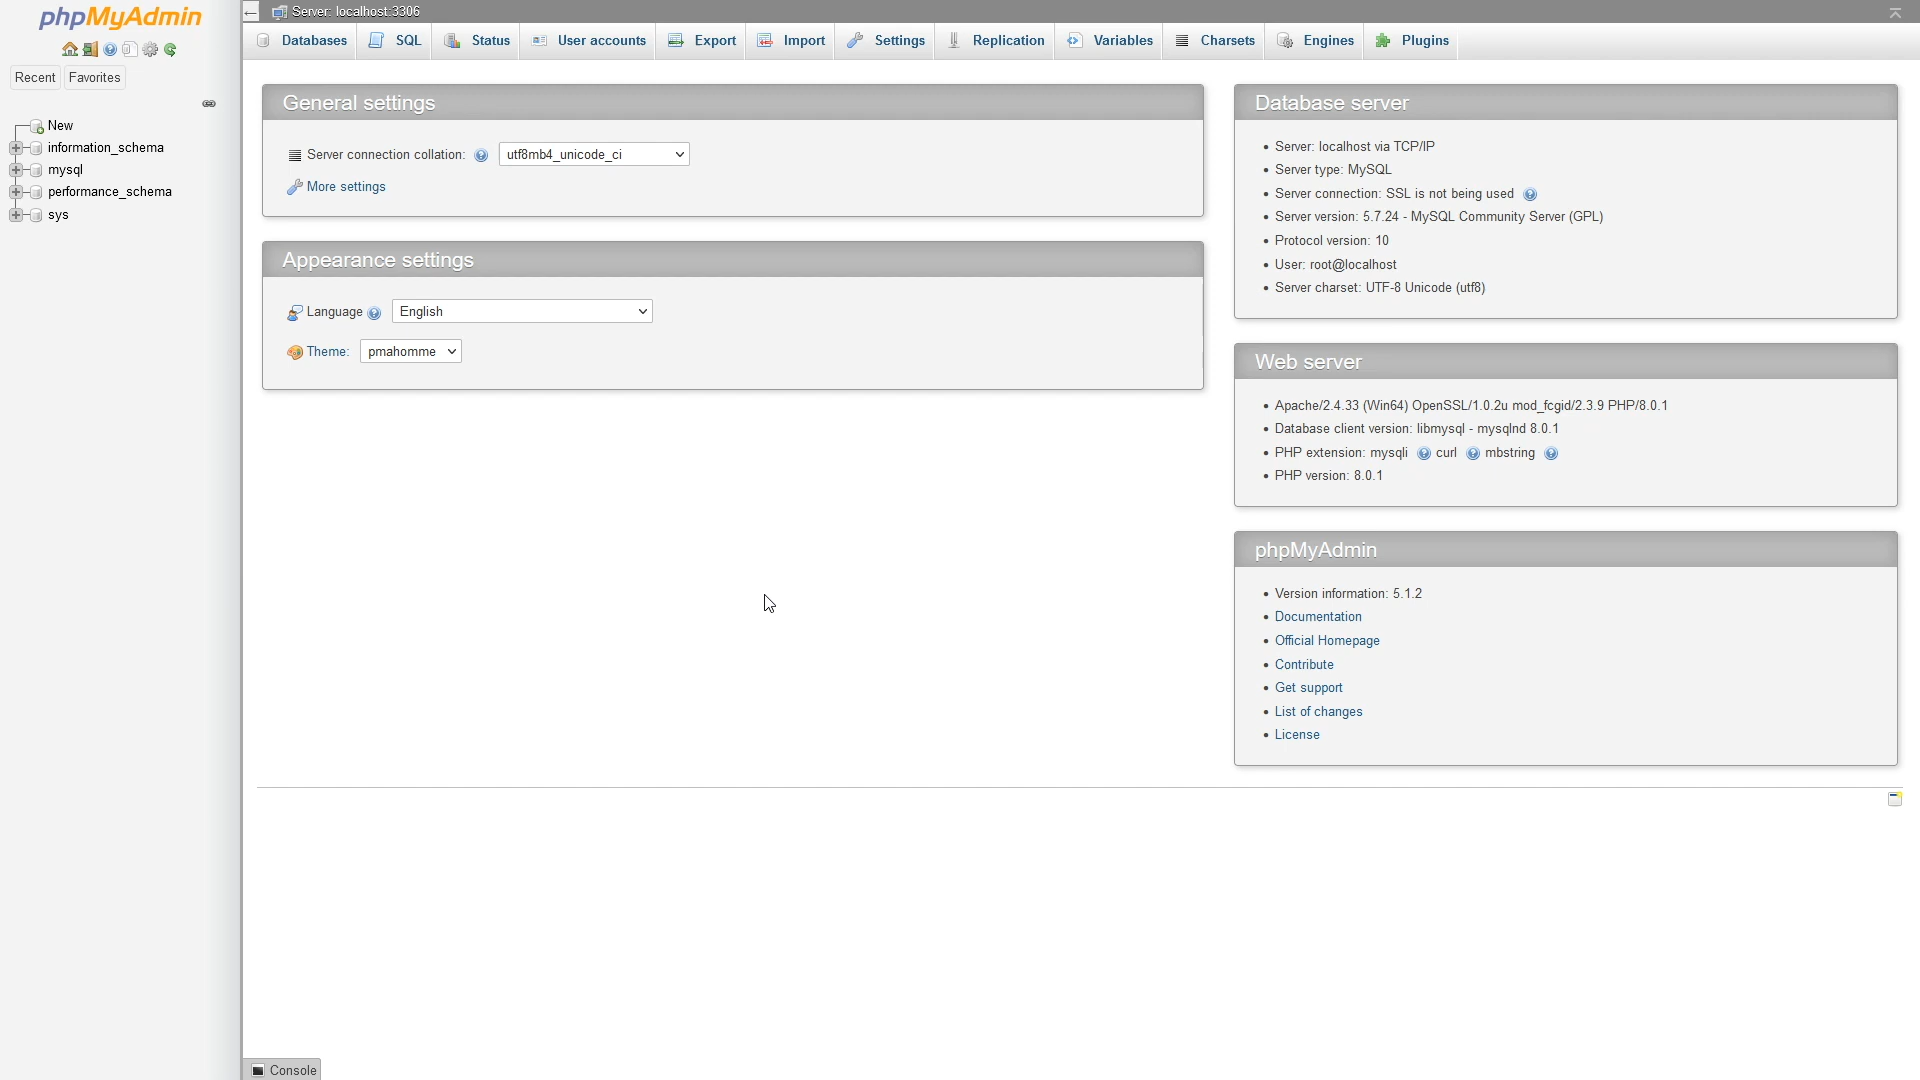 phpMyAdmin
Recent Favorites
New
information_schema
mysql
performance_schema
sys
Server: localhost:3306
Databases SQL Status User accounts Export Import Settings Replication Variables Charsets Engines Plugins
General settings
Server connection collation: utf8mb4_unicode_ci
More settings
Appearance settings
Language English
Theme: pmahomme
Database server
• Server: localhost via TCP/IP
• Server type: MySQL
• Server connection: SSL is not being used
• Server version: 5.7.24 - MySQL Community Server (GPL)
• Protocol version: 10
• User: root@localhost
• Server charset: UTF-8 Unicode (utf8)
Web server
• Apache/2.4.33 (Win64) OpenSSL/1.0.2u mod_fcgid/2.3.9 PHP/8.0.1
• Database client version: libmysql - mysqlnd 8.0.1
• PHP extension: mysqli curl mbstring
• PHP version: 8.0.1
phpMyAdmin
• Version information: 5.1.2
• Documentation
• Official Homepage
• Contribute
• Get support
• List of changes
• License
Console